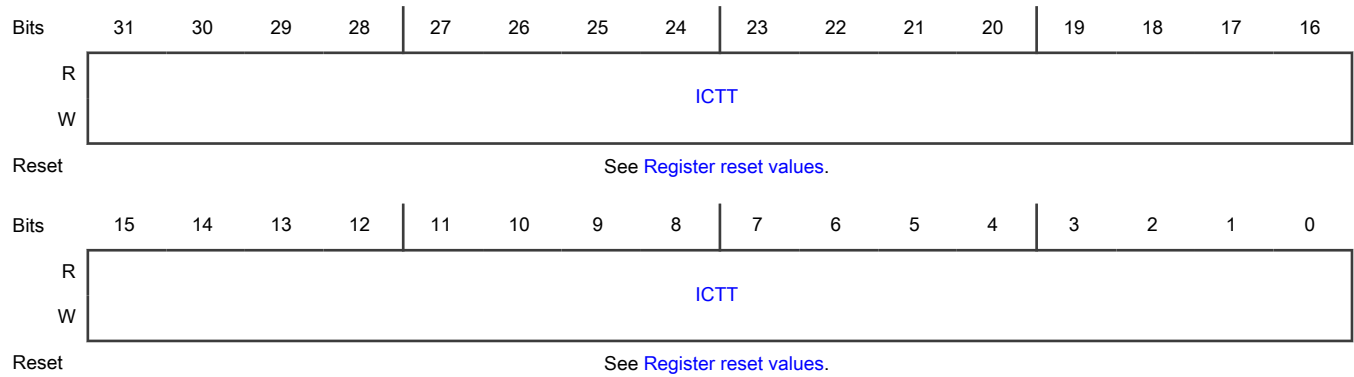 Bits 31 30 29 28 27 26 25 24 23 22 21 20 19 18 17 16
R
ICTT
W
Reset See Register reset values.
Bits 15 14 13 12 11 10 9 8 7 6 5 4 3 2 1 0
R
ICTT
W
Reset See Register reset values.